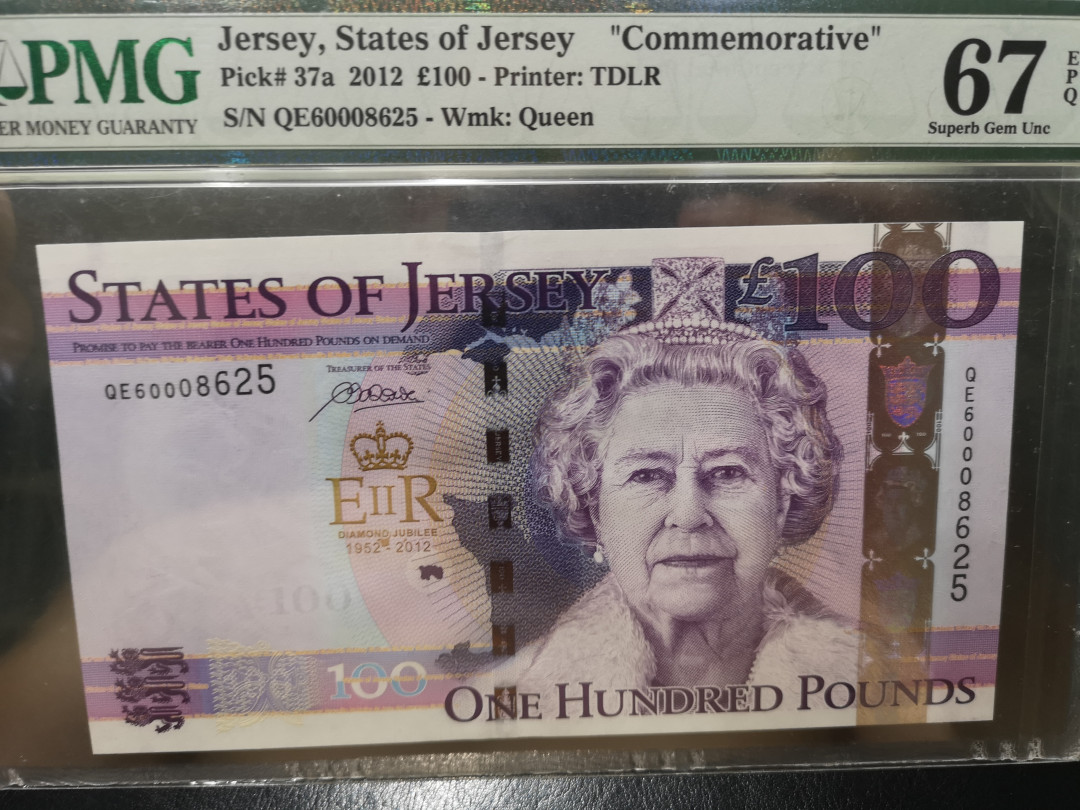 PMG
ER MONEY GUARANTY
Jersey, States of Jersey "Commemorative"
Pick# 37a 2012 £100 - Printer: TDLR
S/N QE60008625 - Wmk: Queen
67
E
P
Q
Superb Gem Unc
STATES OF JERSEY
£100
PROMISE TO PAY THE BEARER ONE HUNDRED POUNDS ON DEMAND
TREASURER OF THE STATES
QE60008625
QE60008625
EIIR
DIAMOND JUBILEE
1952 - 2012
100
100
ONE HUNDRED POUNDS